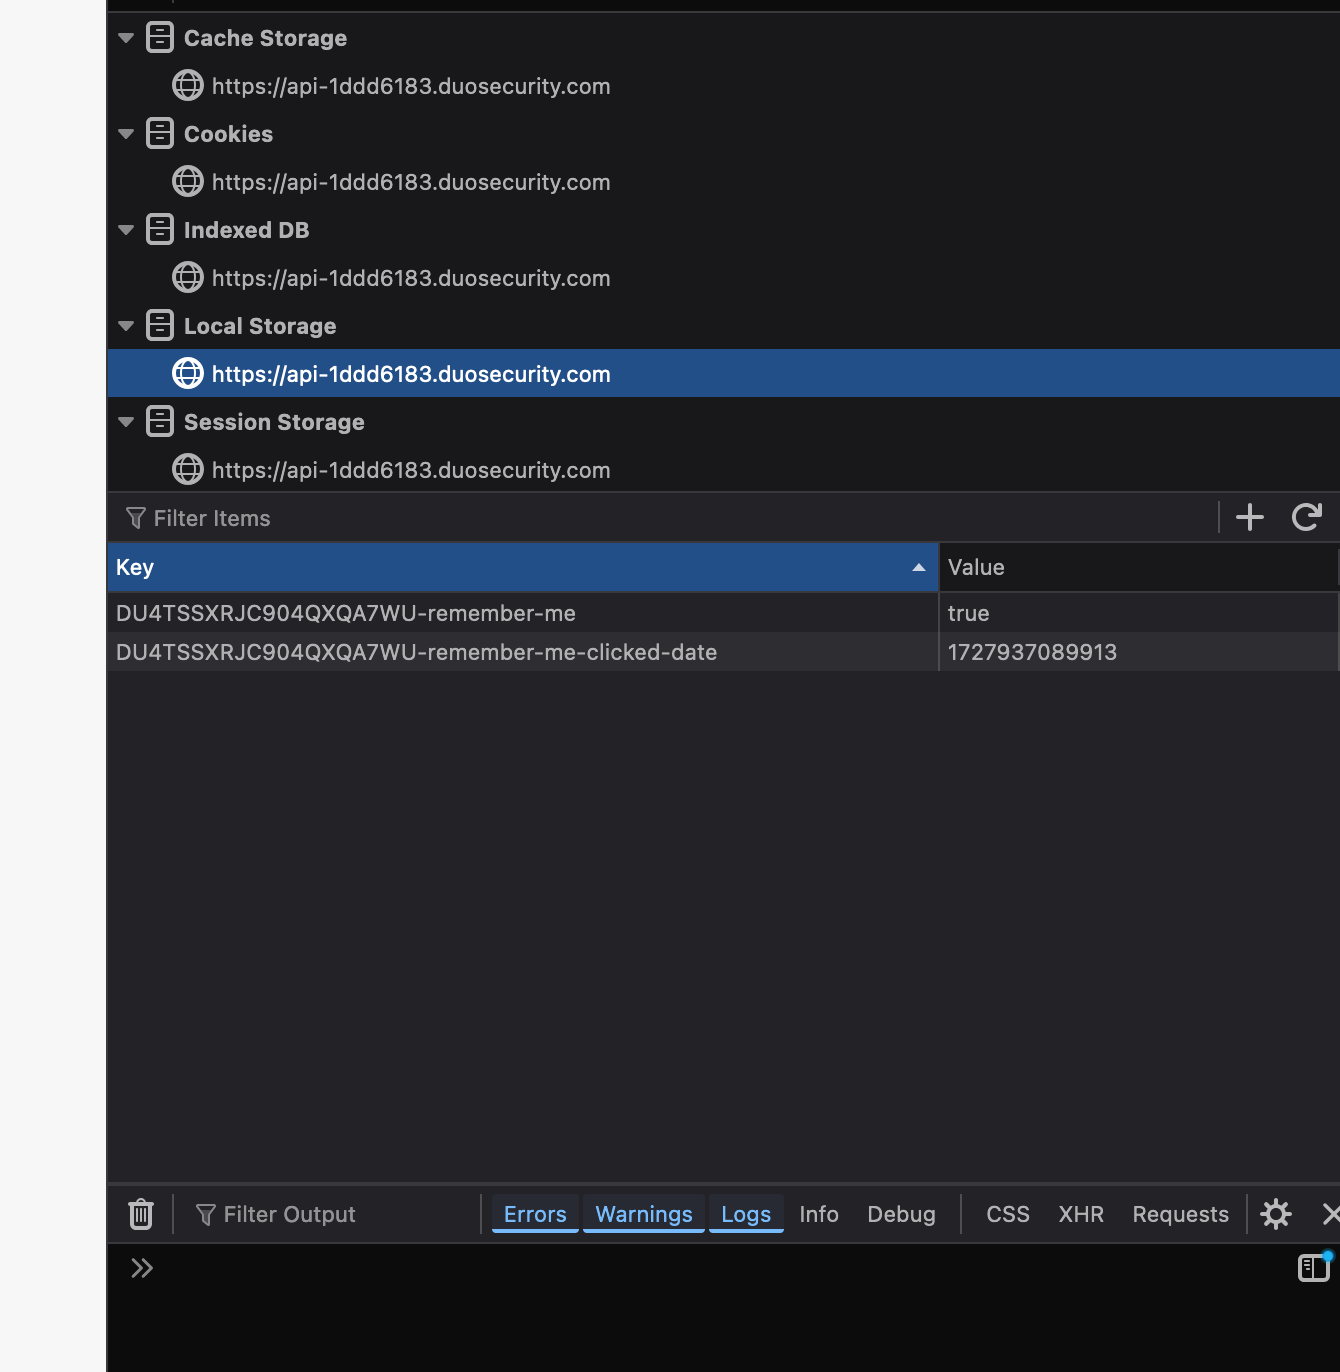 Cache Storage
https://api-1ddd6183.duosecurity.com
Cookies
https://api-1ddd6183.duosecurity.com
Indexed DB
https://api-1ddd6183.duosecurity.com
Local Storage
https://api-1ddd6183.duosecurity.com
Session Storage
https://api-1ddd6183.duosecurity.com
Filter Items
Key Value
DU4TSSXRJC904QXQA7WU-remember-me true
DU4TSSXRJC904QXQA7WU-remember-me-clicked-date 1727937089913
Filter Output Errors Warnings Logs Info Debug CSS XHR Requests